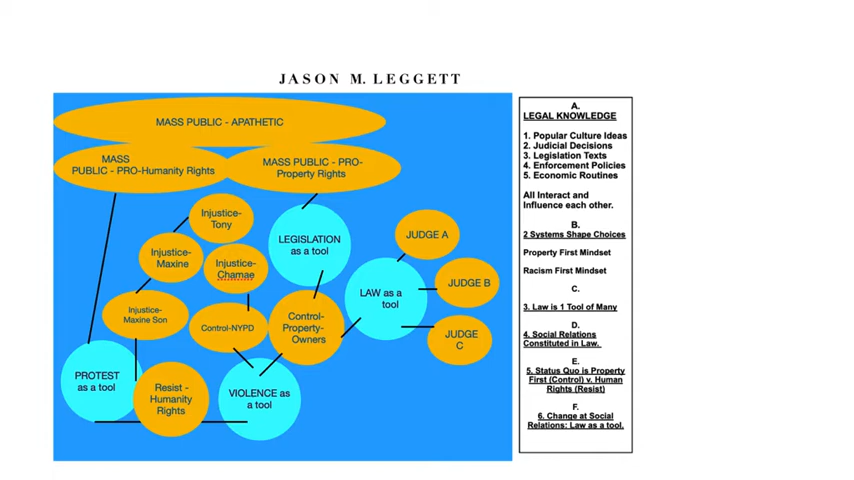 JASON M. LEGGETT
MASS PUBLIC - APATHETIC
MASS
PUBLIC - PRO-Humanity Rights
MASS PUBLIC - PRO-
Property Rights
Injustice-
Tony
Injustice-
Maxine
Injustice-
Chamae
Injustice-
Maxine Son
Control-NYPD
LEGISLATION
as a tool
Control-
Property-
Owners
LAW as a
tool
JUDGE A
JUDGE B
JUDGE
C
PROTEST
as a tool
Resist -
Humanity
Rights
VIOLENCE as
a tool
A.
LEGAL KNOWLEDGE
1. Popular Culture Ideas
2. Judicial Decisions
3. Legislation Texts
4. Enforcement Policies
5. Economic Routines
All Interact and
Influence each other.
B.
2 Systems Shape Choices
Property First Mindset
Racism First Mindset
C.
3. Law is 1 Tool of Many
D.
4. Social Relations
Constituted in Law.
E.
5. Status Quo is Property
First (Control) v. Human
Rights (Resist)
F.
6. Change at Social
Relations: Law as a tool.